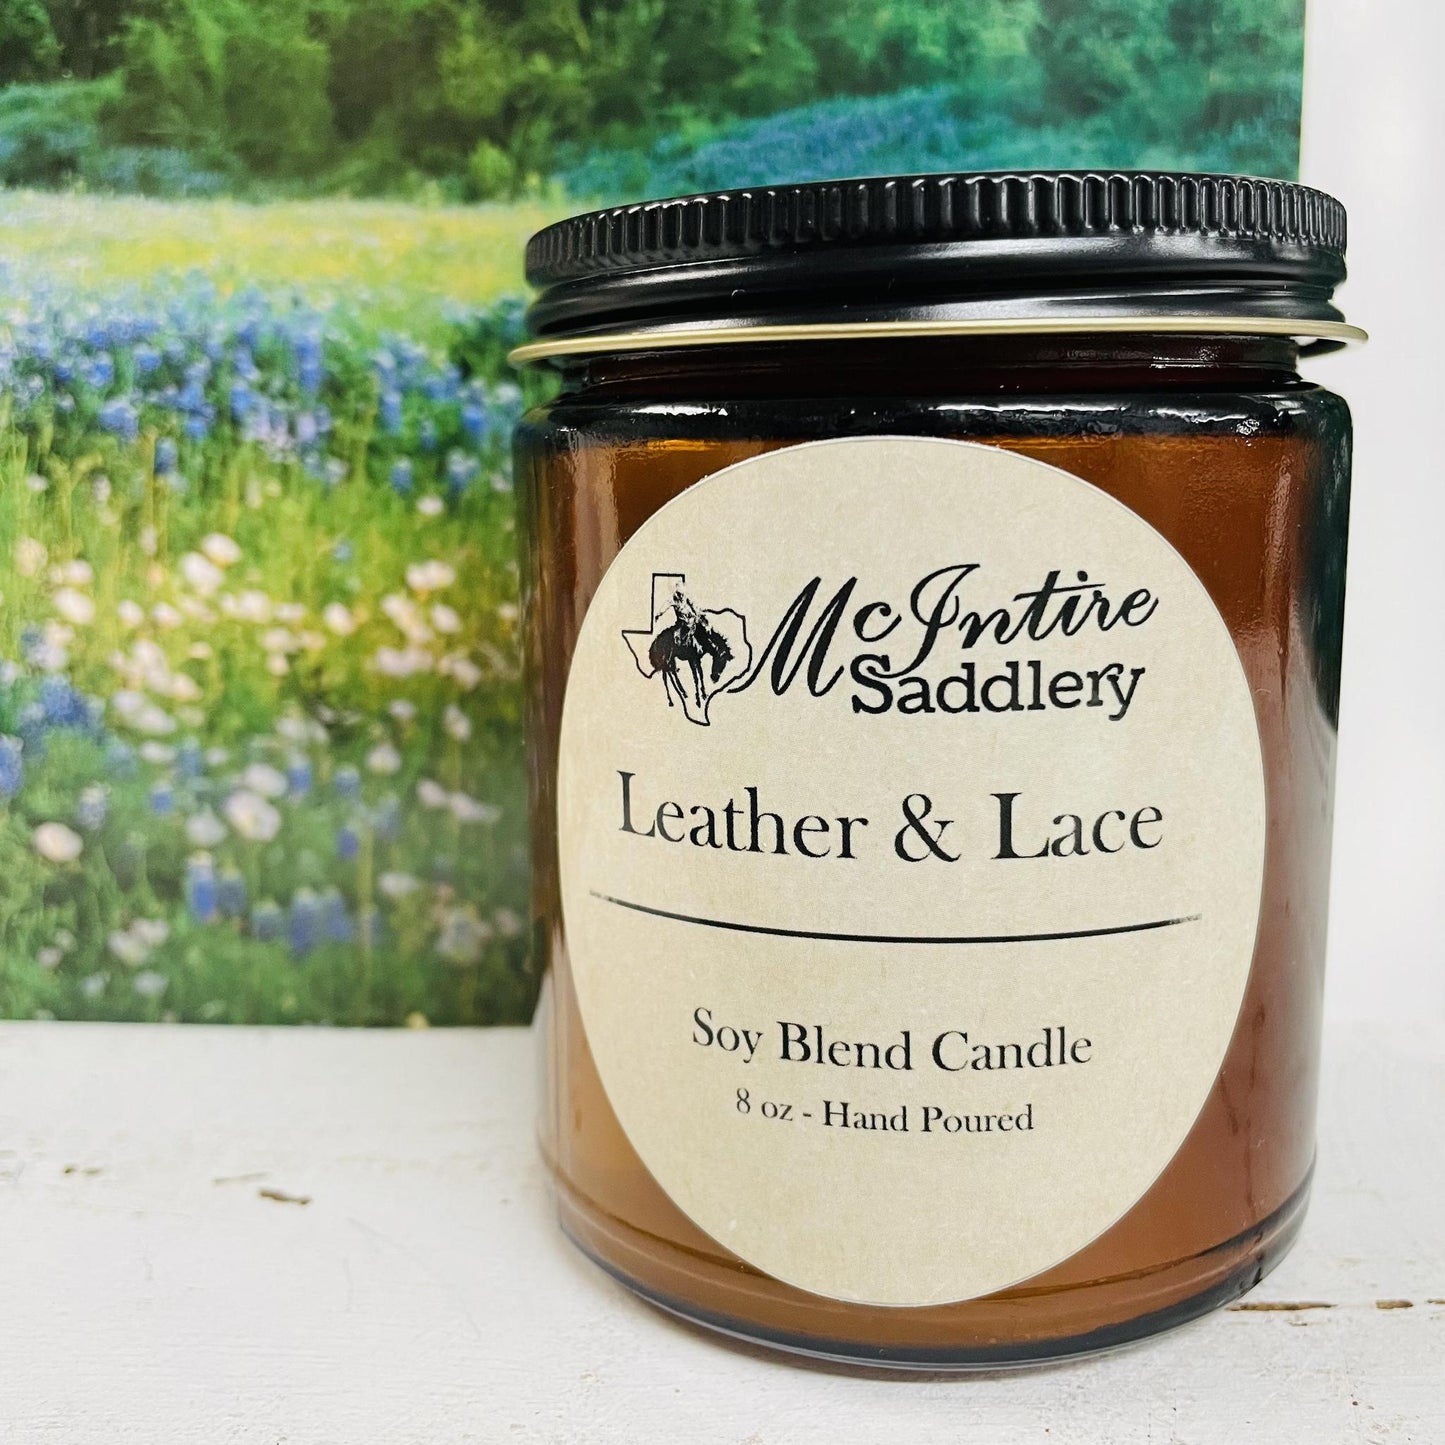 McIntire
Saddlery
Leather & Lace
Soy Blend Candle
8 oz - Hand Poured